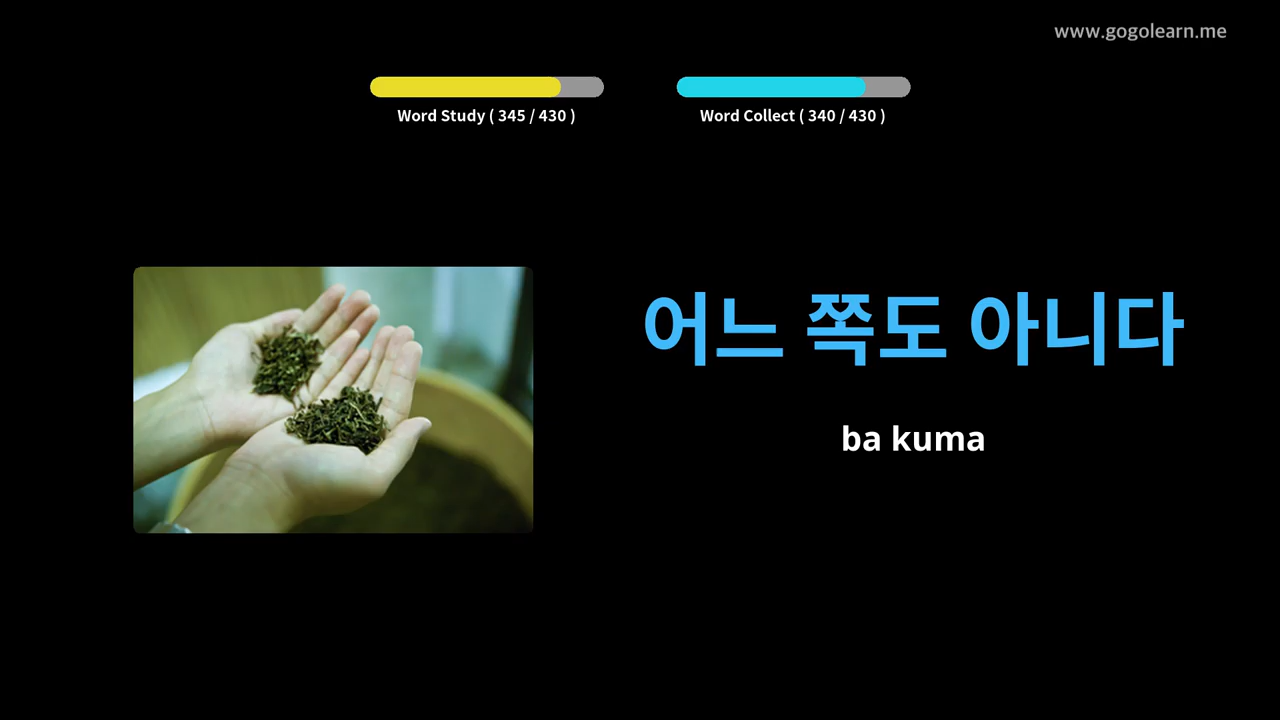 www.gogolearn.me
Word Study ( 345 / 430 )
Word Collect ( 340 / 430 )
어느 쪽도 아니다
ba kuma